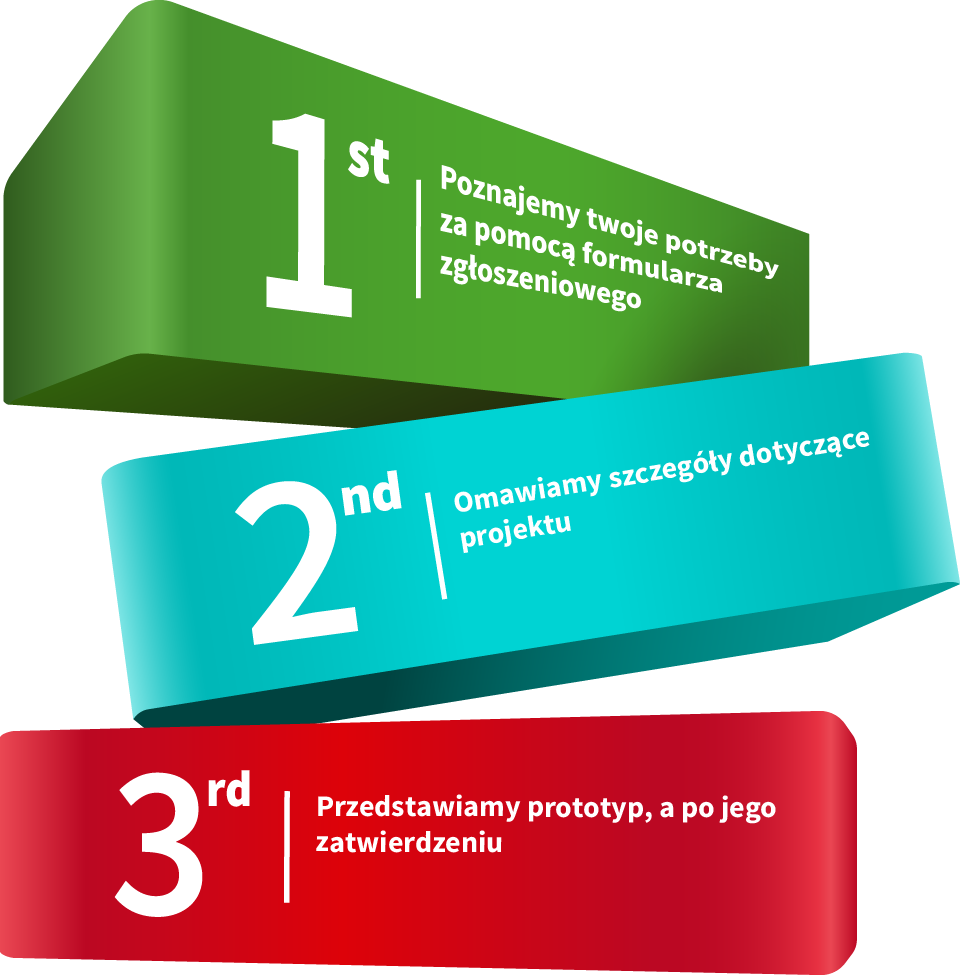 1st
Poznajemy twoje potrzeby
za pomocą formularza
zgłoszeniowego
2nd
Omawiamy szczegóły dotyczące
projektu
3rd
Przedstawiamy prototyp, a po jego
zatwierdzeniu